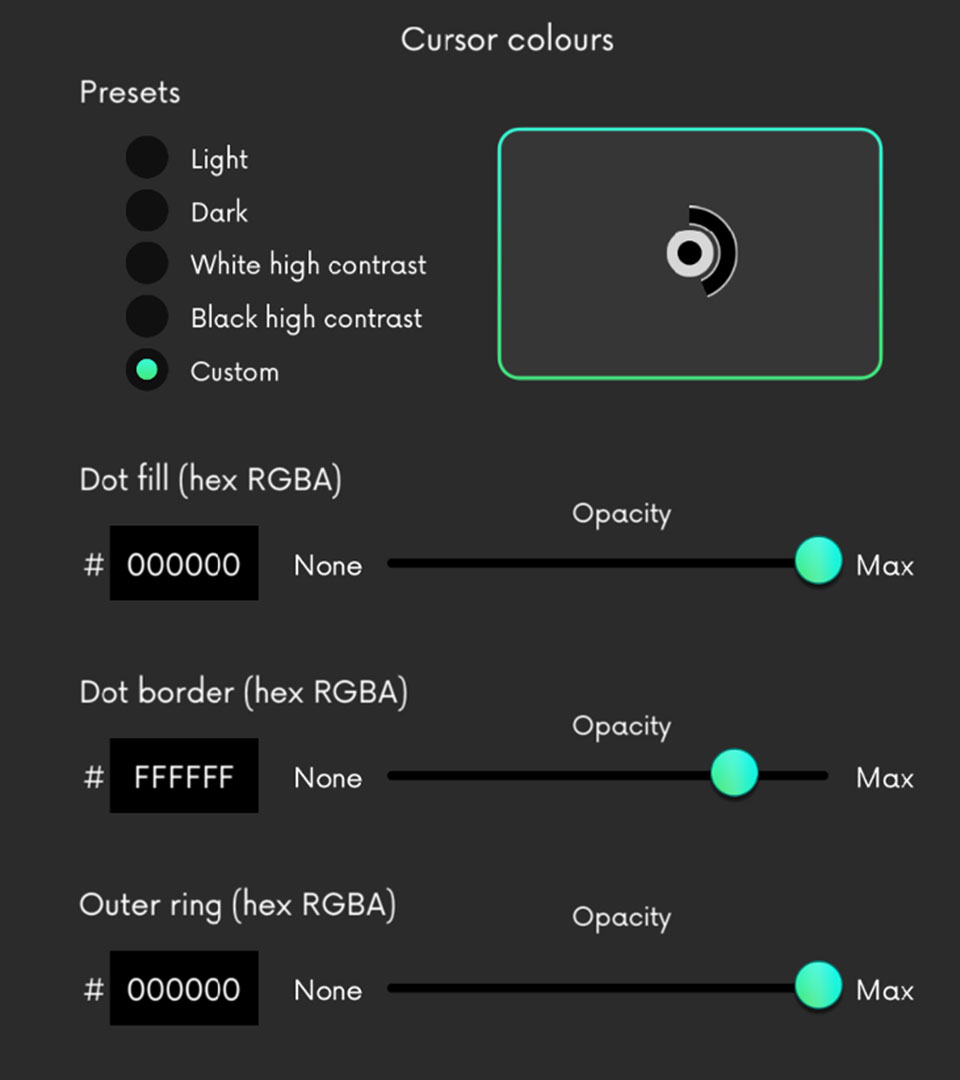 Cursor colours
Presets
Light
Dark
White high contrast
Black high contrast
Custom
Dot fill (hex RGBA)
Opacity
# 000000 None Max
Dot border (hex RGBA)
Opacity
# FFFFFF None Max
Outer ring (hex RGBA)
Opacity
# 000000 None Max